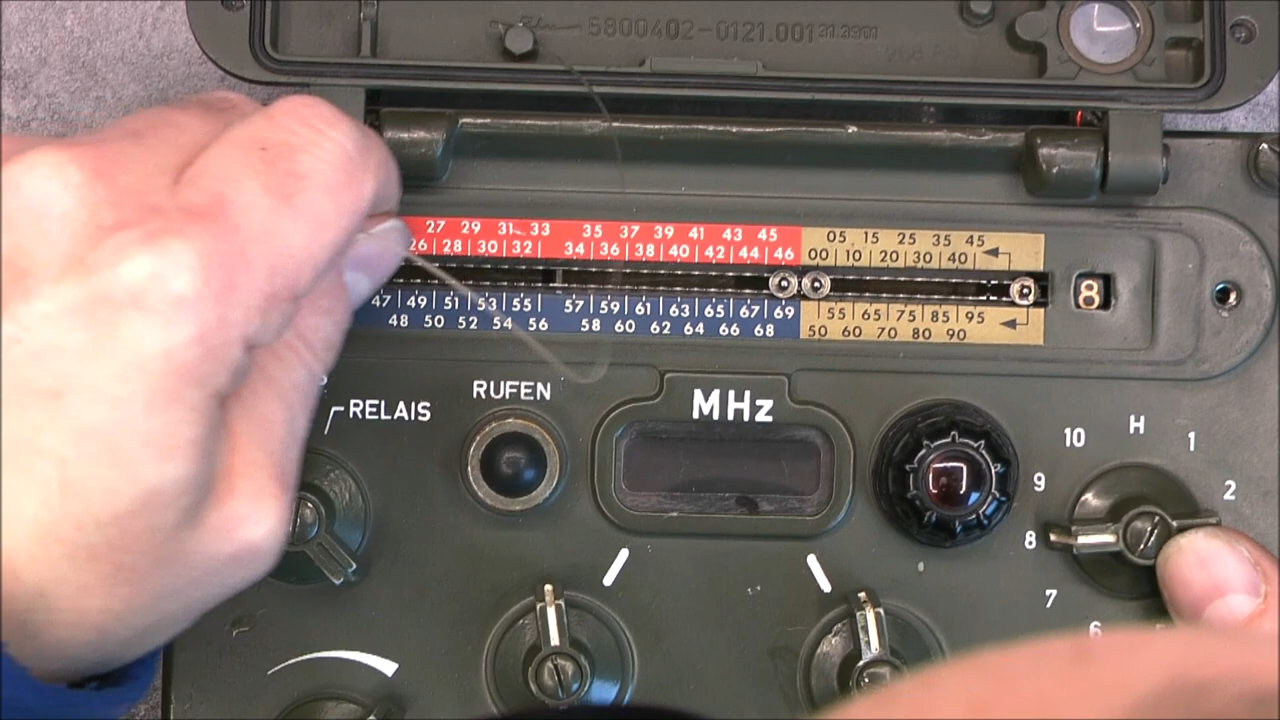 5800402-0121.001 31.3901
27 29 31 33 35 37 39 41 43 45 05 15 25 35 45
26 28 30 32 34 36 38 40 42 44 46 00 10 20 30 40
8
47 49 51 53 55 57 59 61 63 65 67 69 55 65 75 85 95
48 50 52 54 56 58 60 62 64 66 68 50 60 70 80 90
RUFEN
MHz
RELAIS
H
10 1
9 2
8
7
6